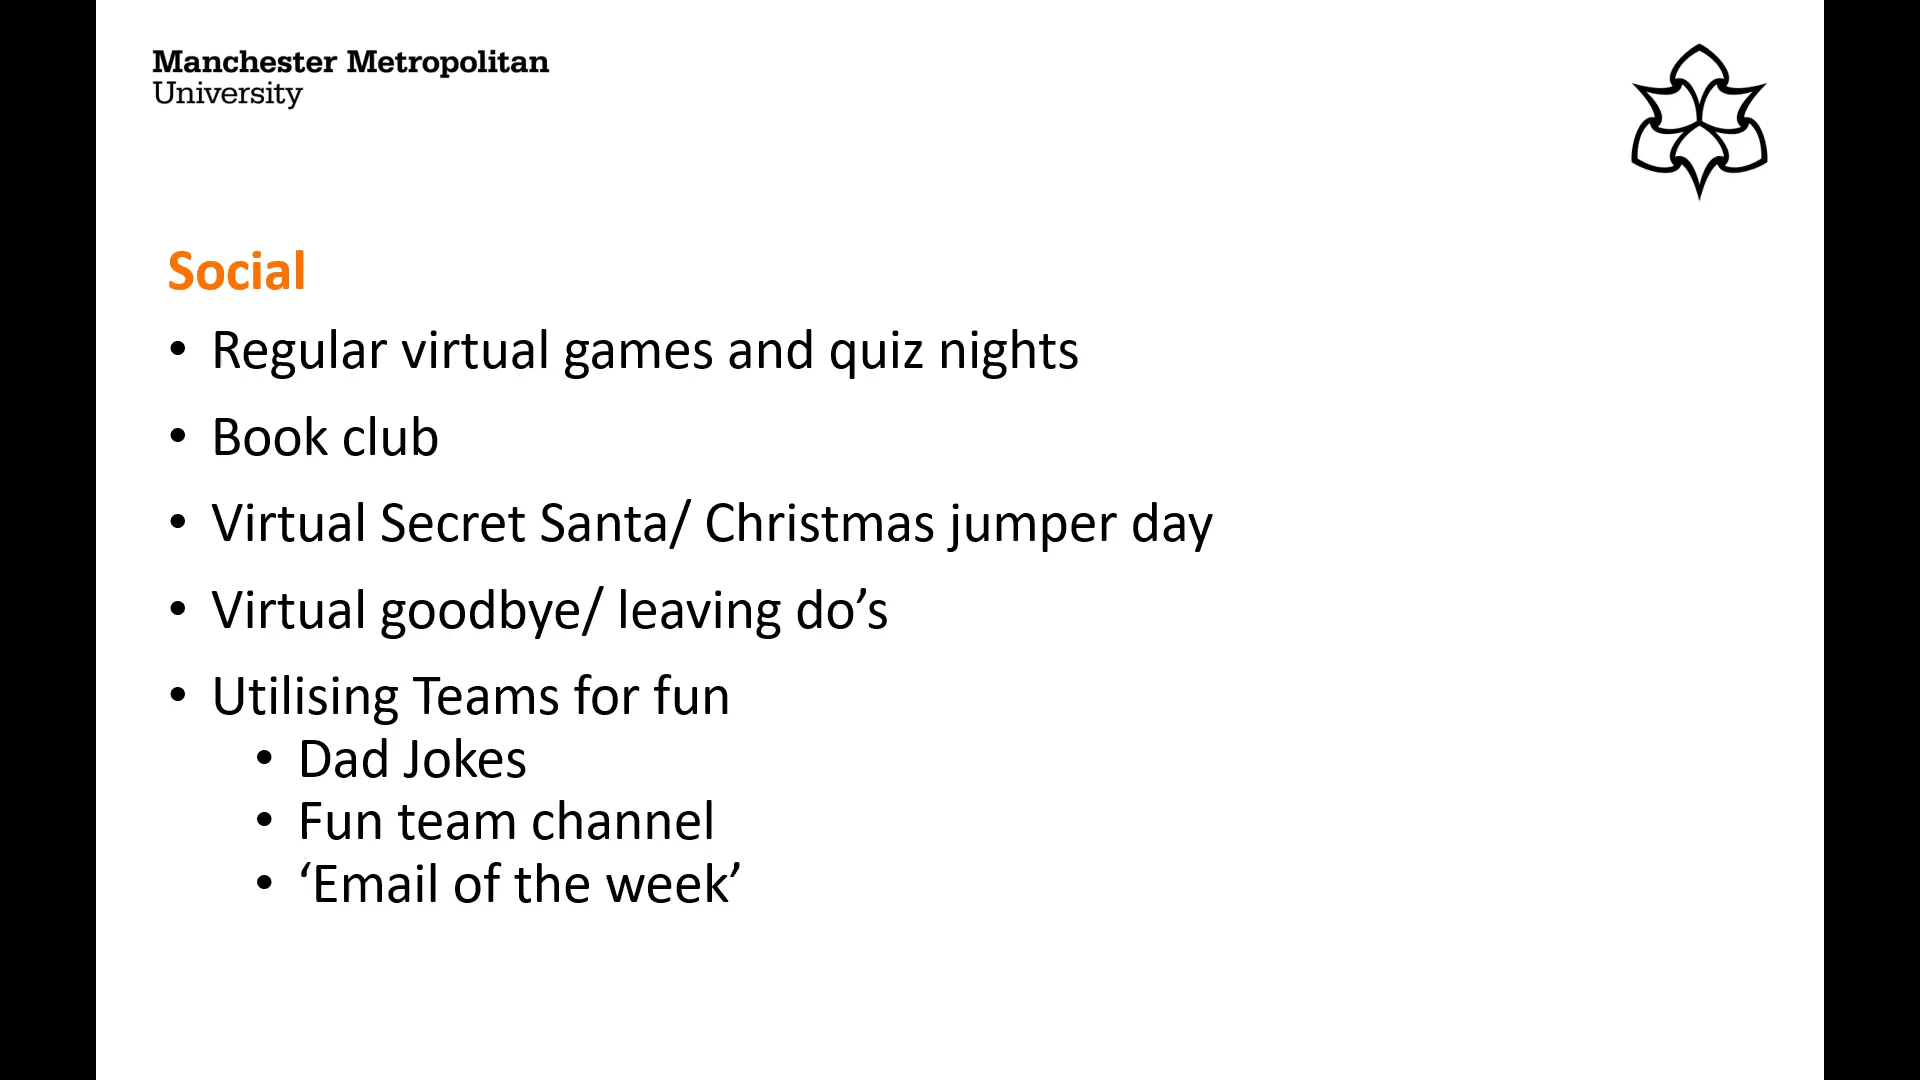 Manchester Metropolitan
University
Social
• Regular virtual games and quiz nights
• Book club
• Virtual Secret Santa/ Christmas jumper day
• Virtual goodbye/ leaving do’s
• Utilising Teams for fun
• Dad Jokes
• Fun team channel
• ‘Email of the week’